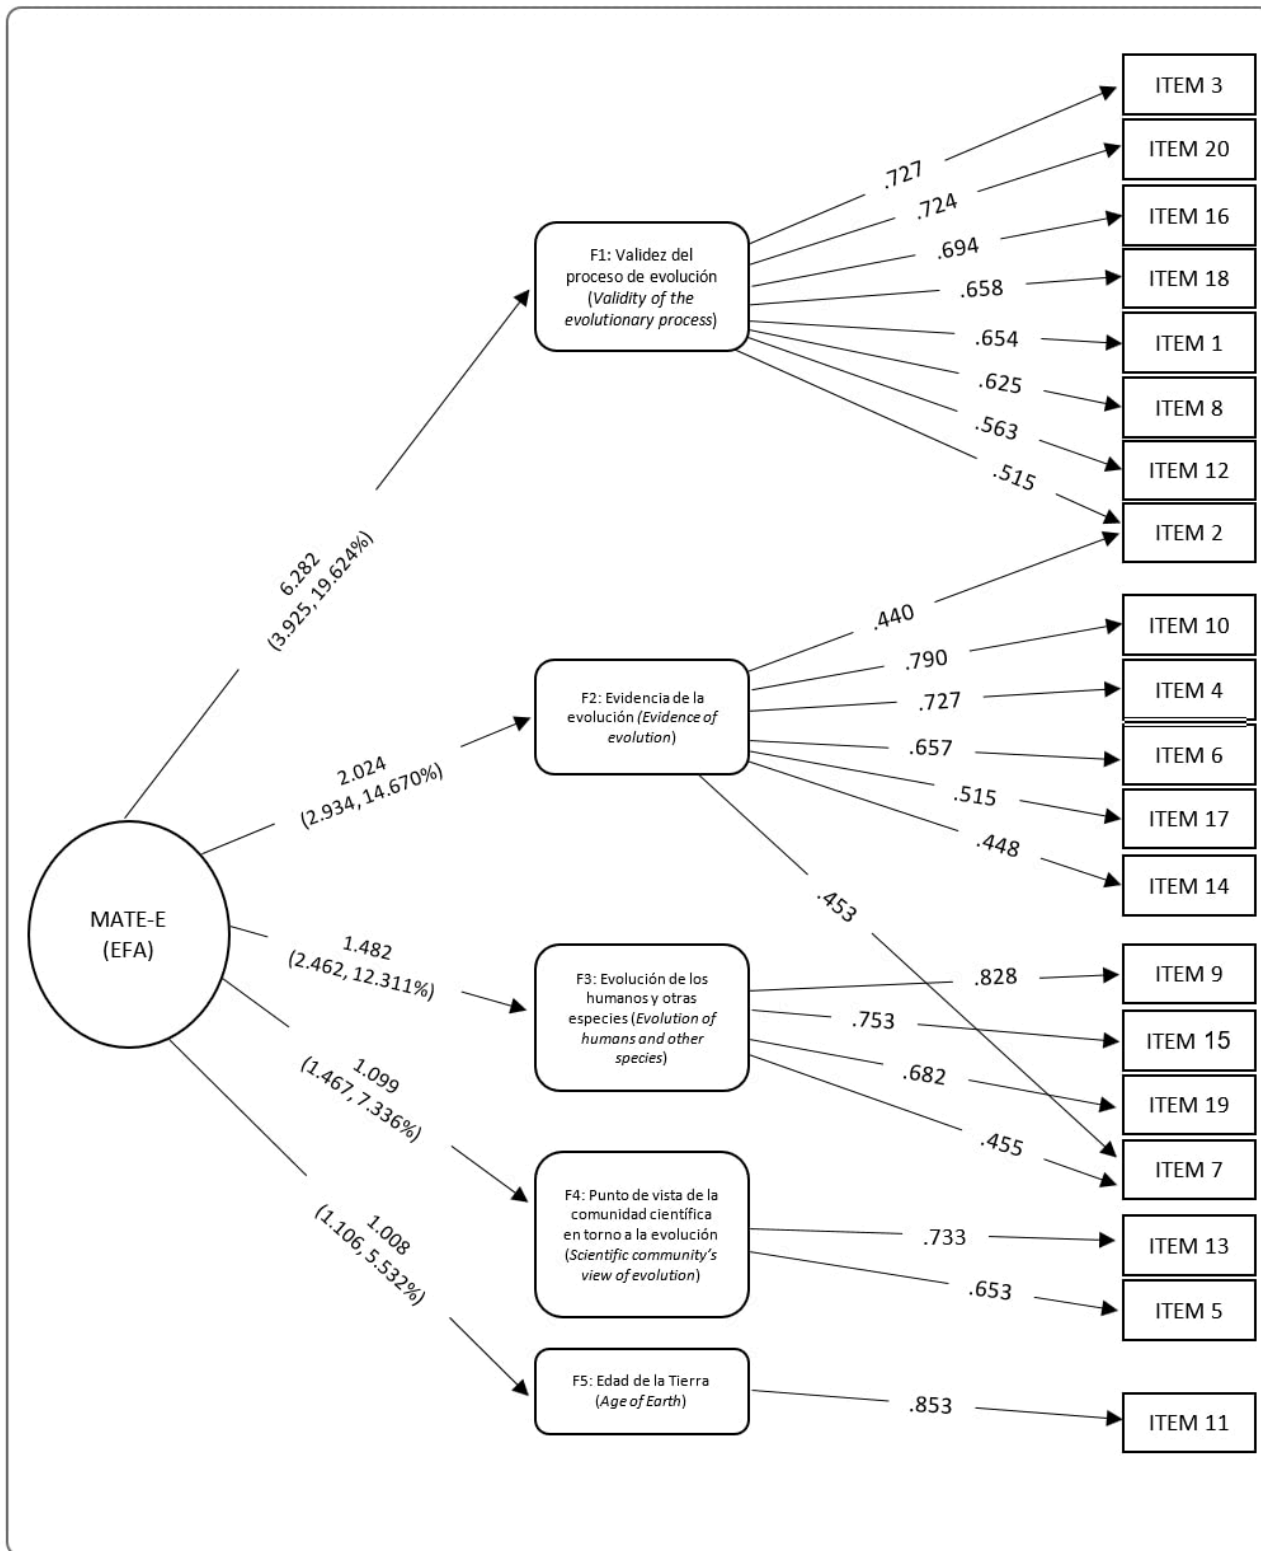 MATE-E
(EFA)
6.282
(3.925, 19.624%)
2.024
(2.934, 14.670%)
1.482
(2.462, 12.311%)
1.099
(1.467, 7.336%)
1.008
(1.106, 5.532%)
F1: Validez del
proceso de evolución
(Validity of the
evolutionary process)
.727
.724
.694
.658
.654
.625
.563
.515
ITEM 3
ITEM 20
ITEM 16
ITEM 18
ITEM 1
ITEM 8
ITEM 12
ITEM 2
F2: Evidencia de la
evolución (Evidence of
evolution)
.440
.790
.727
.657
.515
.448
.453
ITEM 10
ITEM 4
ITEM 6
ITEM 17
ITEM 14
F3: Evolución de los
humanos y otras
especies (Evolution of
humans and other
species)
.828
.753
.682
.455
ITEM 9
ITEM 15
ITEM 19
ITEM 7
F4: Punto de vista de la
comunidad científica
en torno a la evolución
(Scientific community's
view of evolution)
.733
.653
ITEM 13
ITEM 5
F5: Edad de la Tierra
(Age of Earth)
.853
ITEM 11